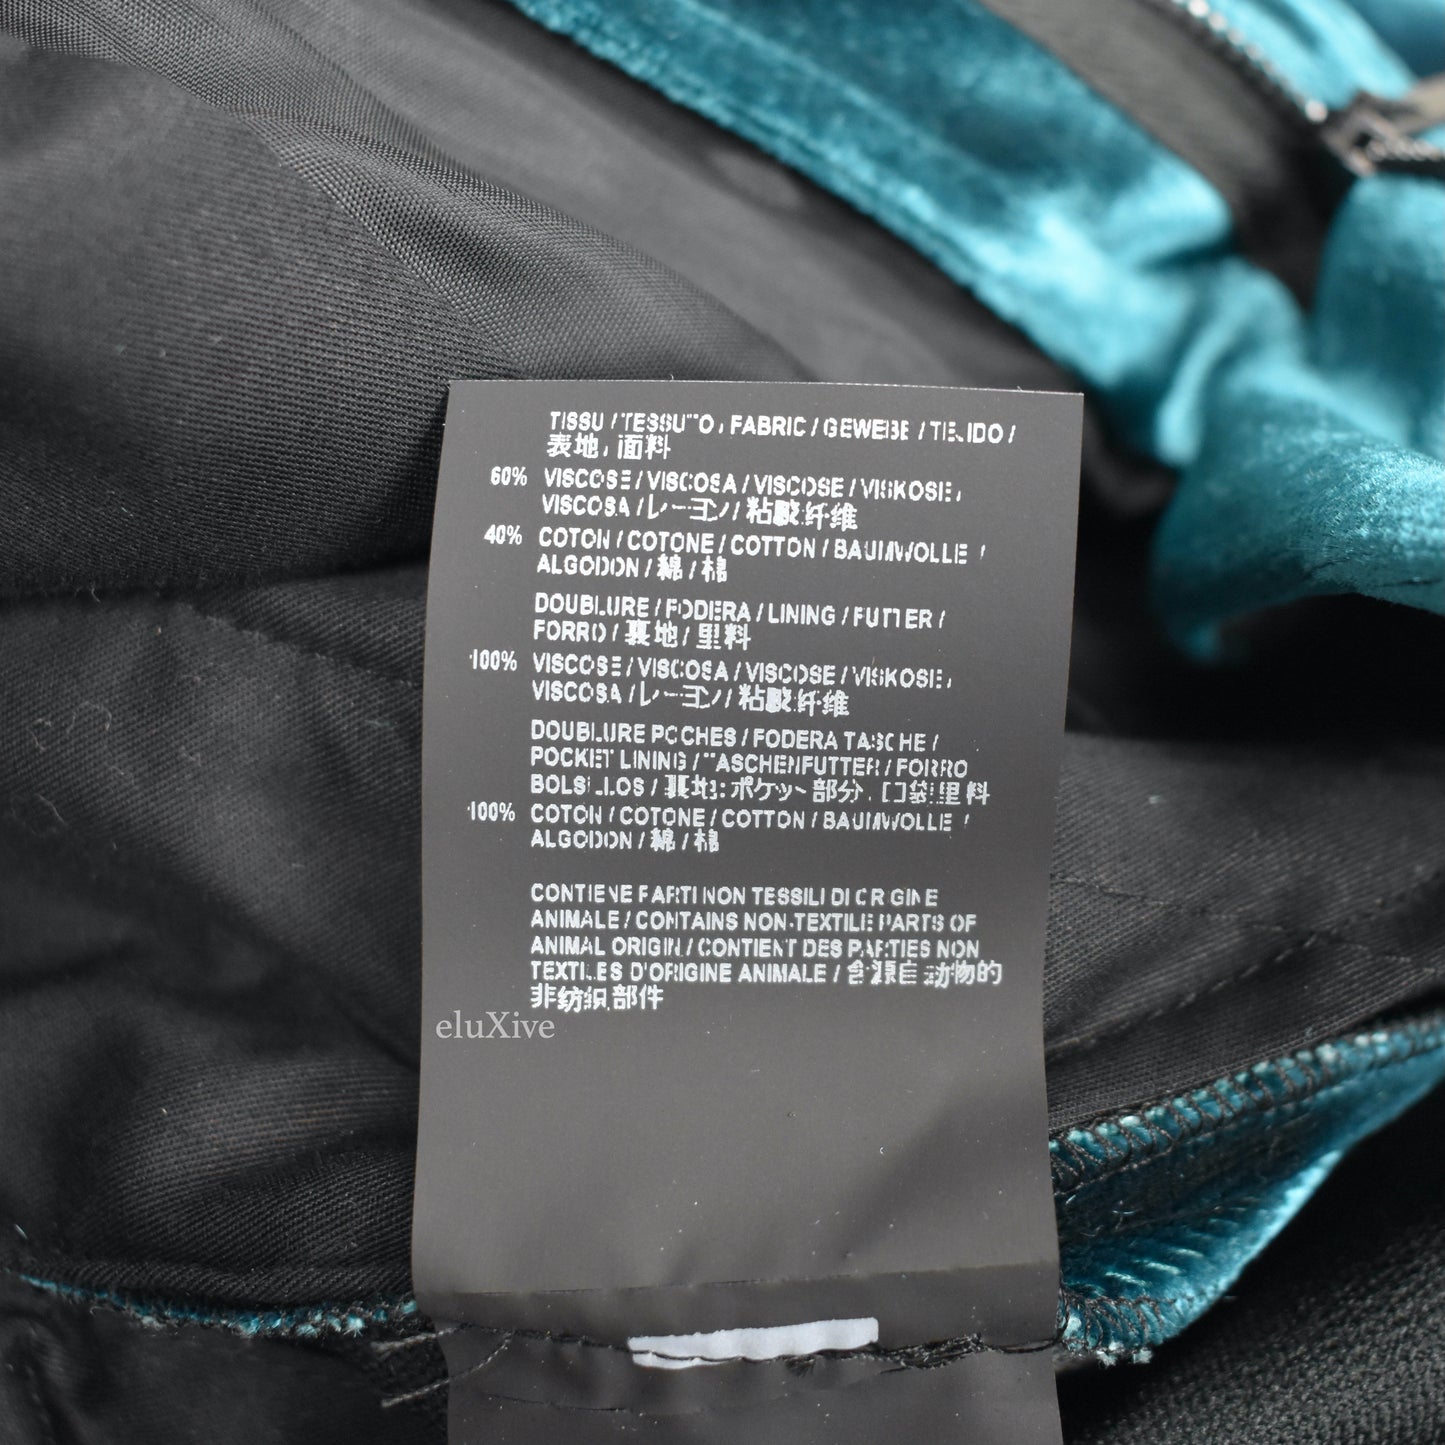 TISSU / TESSUTO / FABRIC / GEWEBE / TEJIDO /
表地 / 面料
60% VISCOSE / VISCOSA / VISCOSE / VISKOSE /
VISCOSA / レーヨン / 粘胶纤维
40% COTON / COTONE / COTTON / BAUMWOLLE /
ALGODON / 綿 / 棉
DOUBLURE / FODERA / LINING / FUTTER /
FORRO / 裏地 / 里料
100% VISCOSE / VISCOSA / VISCOSE / VISKOSE /
VISCOSA / レーヨン / 粘胶纤维
DOUBLURE POCHES / FODERA TASCHE /
POCKET LINING / TASCHENFUTTER / FORRO
BOLSILLOS / 裏地:ポケット部分 / 口袋里料
100% COTON / COTONE / COTTON / BAUMWOLLE /
ALGODON / 綿 / 棉
CONTIENE PARTI NON TESSILI DI ORIGINE
ANIMALE / CONTAINS NON-TEXTILE PARTS OF
ANIMAL ORIGIN / CONTIENT DES PARTIES NON
TEXTILES D'ORIGINE ANIMALE / 含源自动物的
非纺织部件
eluXive